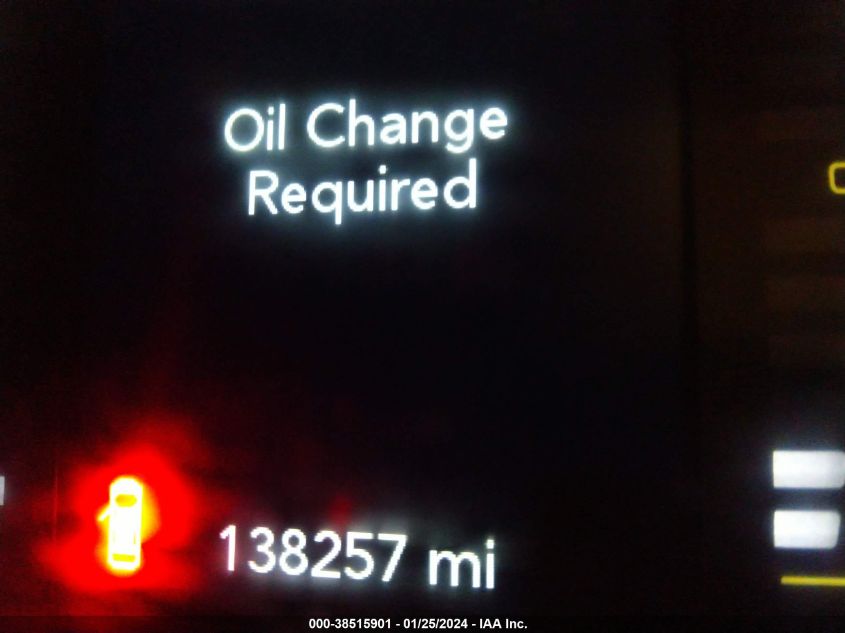 Oil Change
Required
138257 mi
000-38515901 - 01/25/2024 - IAA Inc.